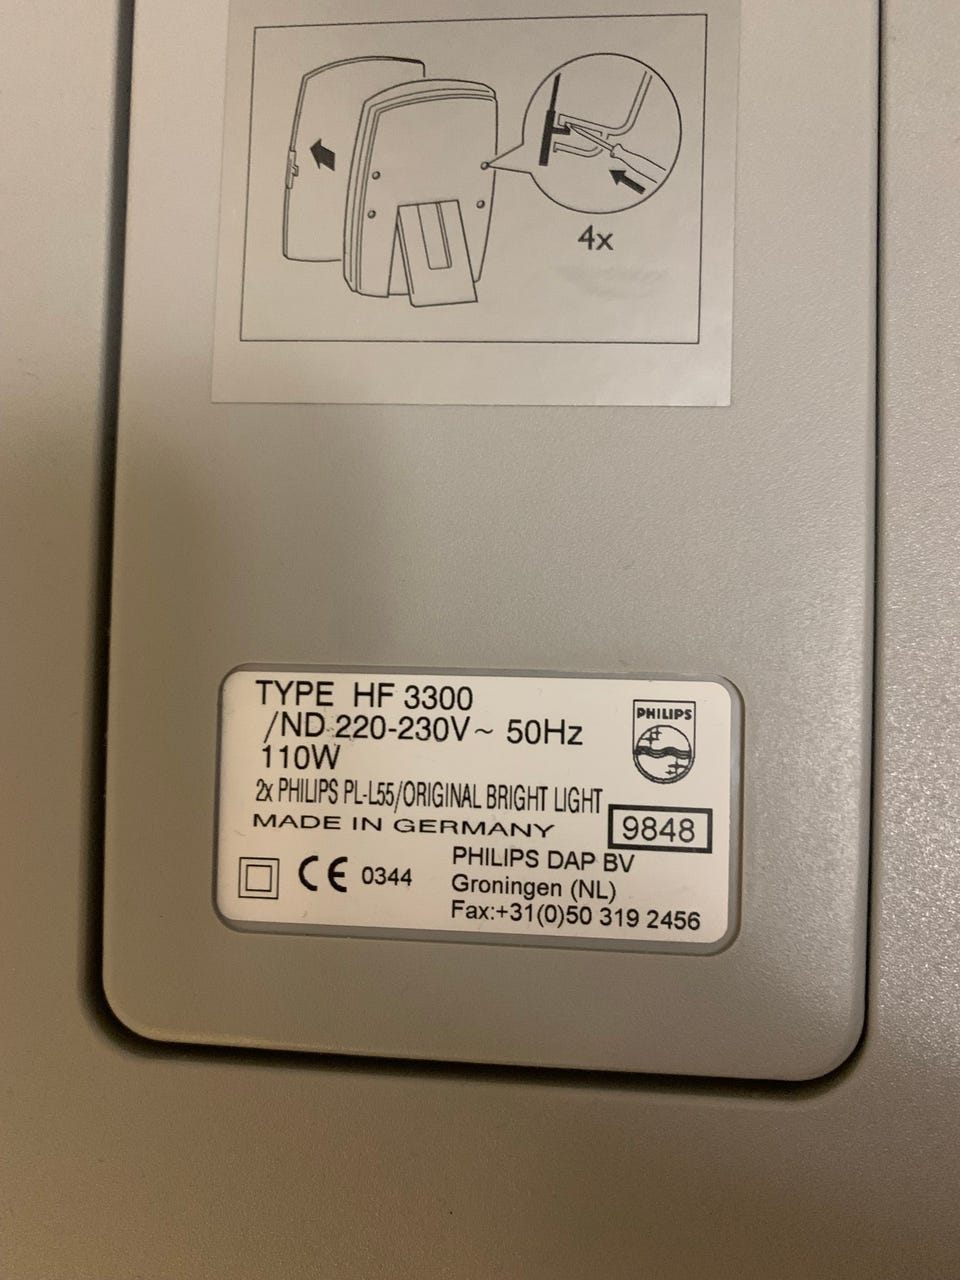 4x
TYPE HF 3300
/ND 220-230V~ 50Hz
110W
PHILIPS
2x PHILIPS PL-L55/ORIGINAL BRIGHT LIGHT
MADE IN GERMANY
9848
CE 0344
PHILIPS DAP BV
Groningen (NL)
Fax:+31(0)50 319 2456